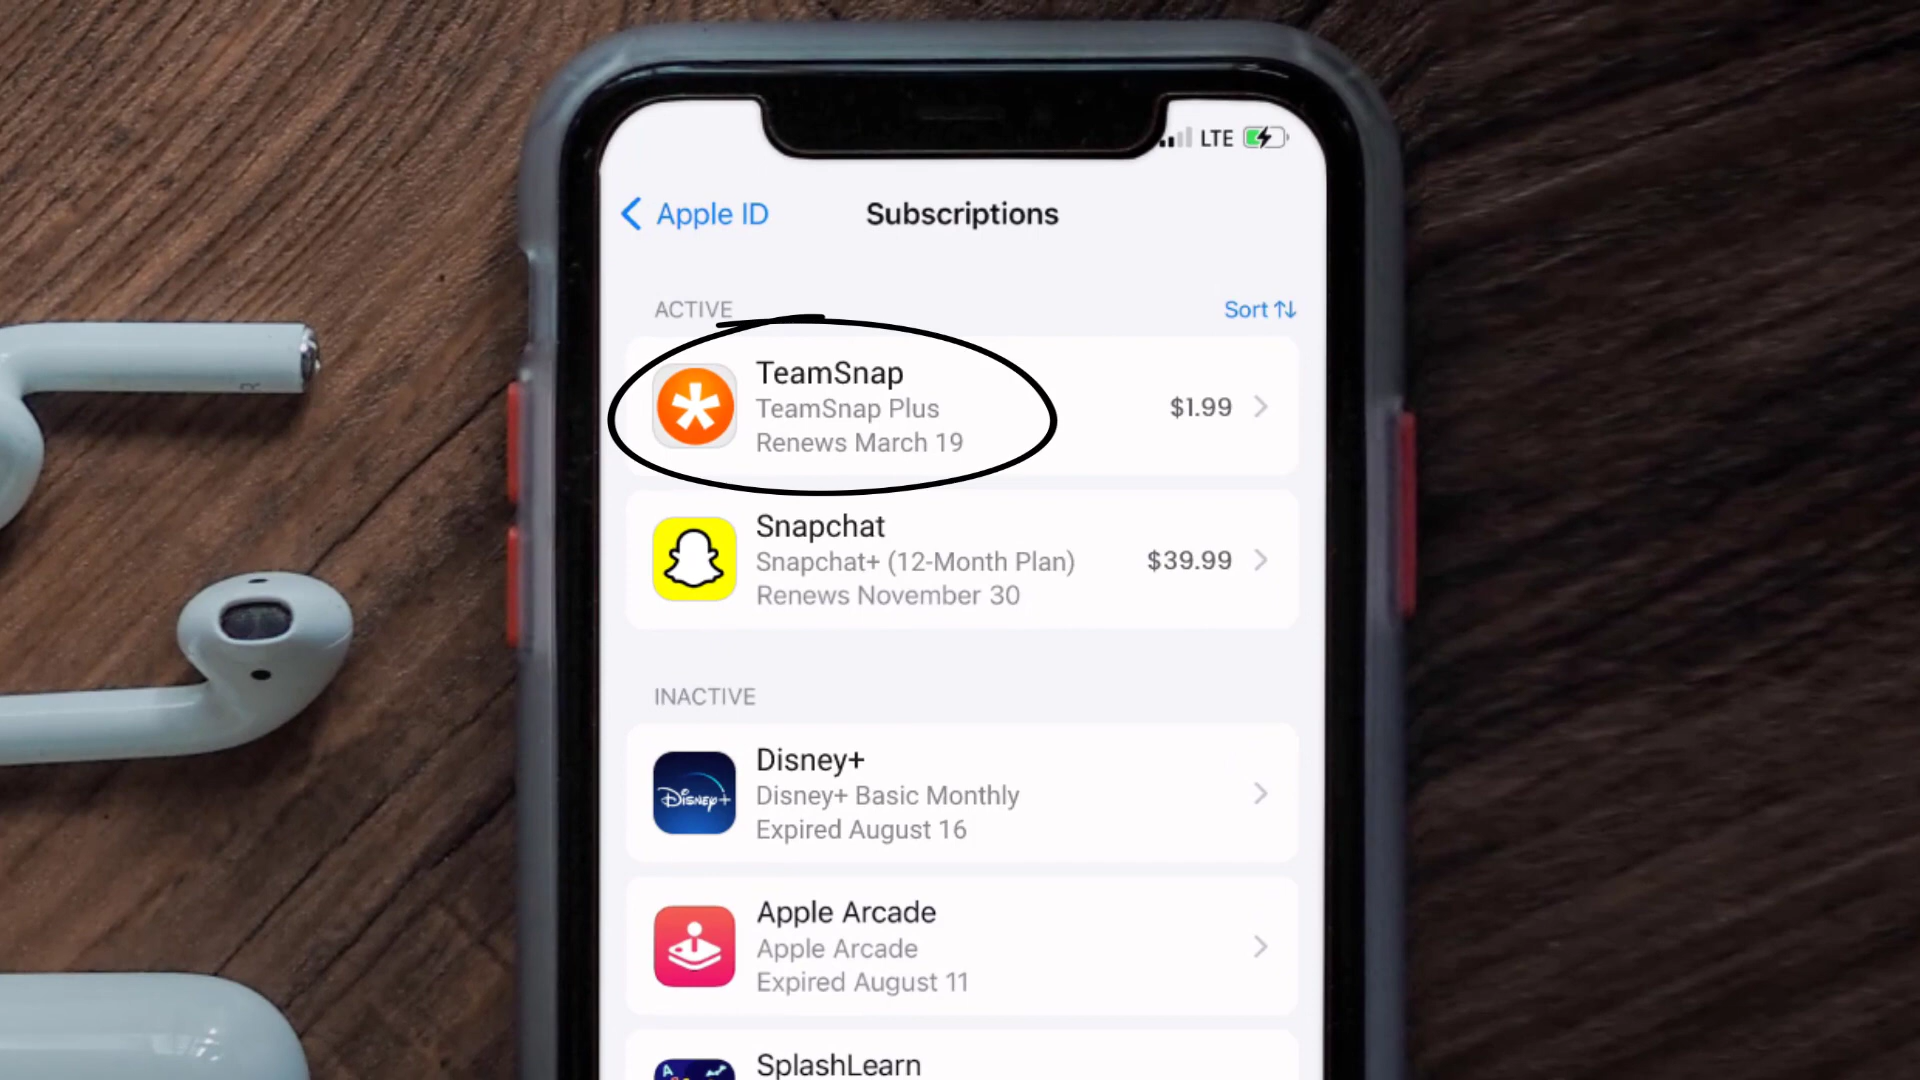 LTE
Apple ID
Subscriptions
ACTIVE
Sort
TeamSnap
TeamSnap Plus
Renews March 19
$1.99
Snapchat
Snapchat+ (12-Month Plan)
Renews November 30
$39.99
INACTIVE
Disney+
Disney+
Disney+ Basic Monthly
Expired August 16
Apple Arcade
Apple Arcade
Expired August 11
A
SplashLearn